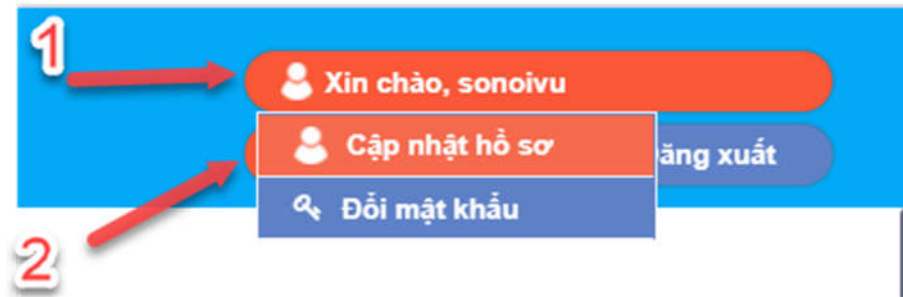 1
Xin chào, sonoivu
Cập nhật hồ sơ
ăng xuất
Đổi mật khẩu
2